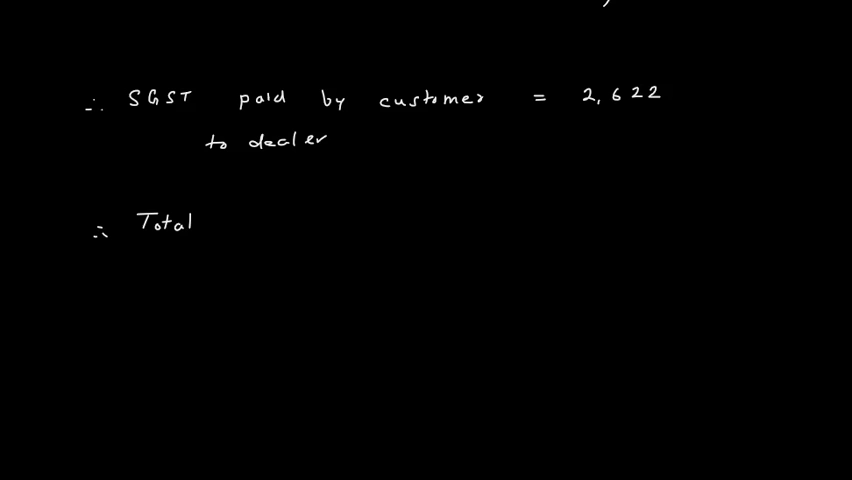 ∴ SGST paid by customer = 2,622
to dealer
∴ Total